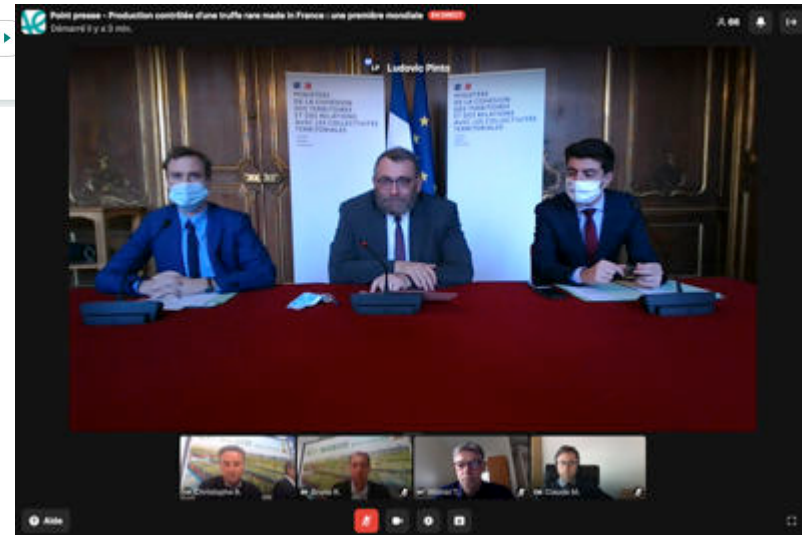 Point presse - Production contrôlée d'une truffe rare made in France : une première mondiale EN DIRECT
Démarré il y a 3 min.
66
LP Ludovic Pinto
MINISTÈRE
DE LA COHÉSION
DES TERRITOIRES
ET DES RELATIONS
AVEC LES COLLECTIVITÉS
TERRITORIALES
MINISTÈRE
DE LA COHÉSION
DES TERRITOIRES
ET DES RELATIONS
AVEC LES COLLECTIVITÉS
TERRITORIALES
Christophe R.
Bruno R.
Claude M.
Aide